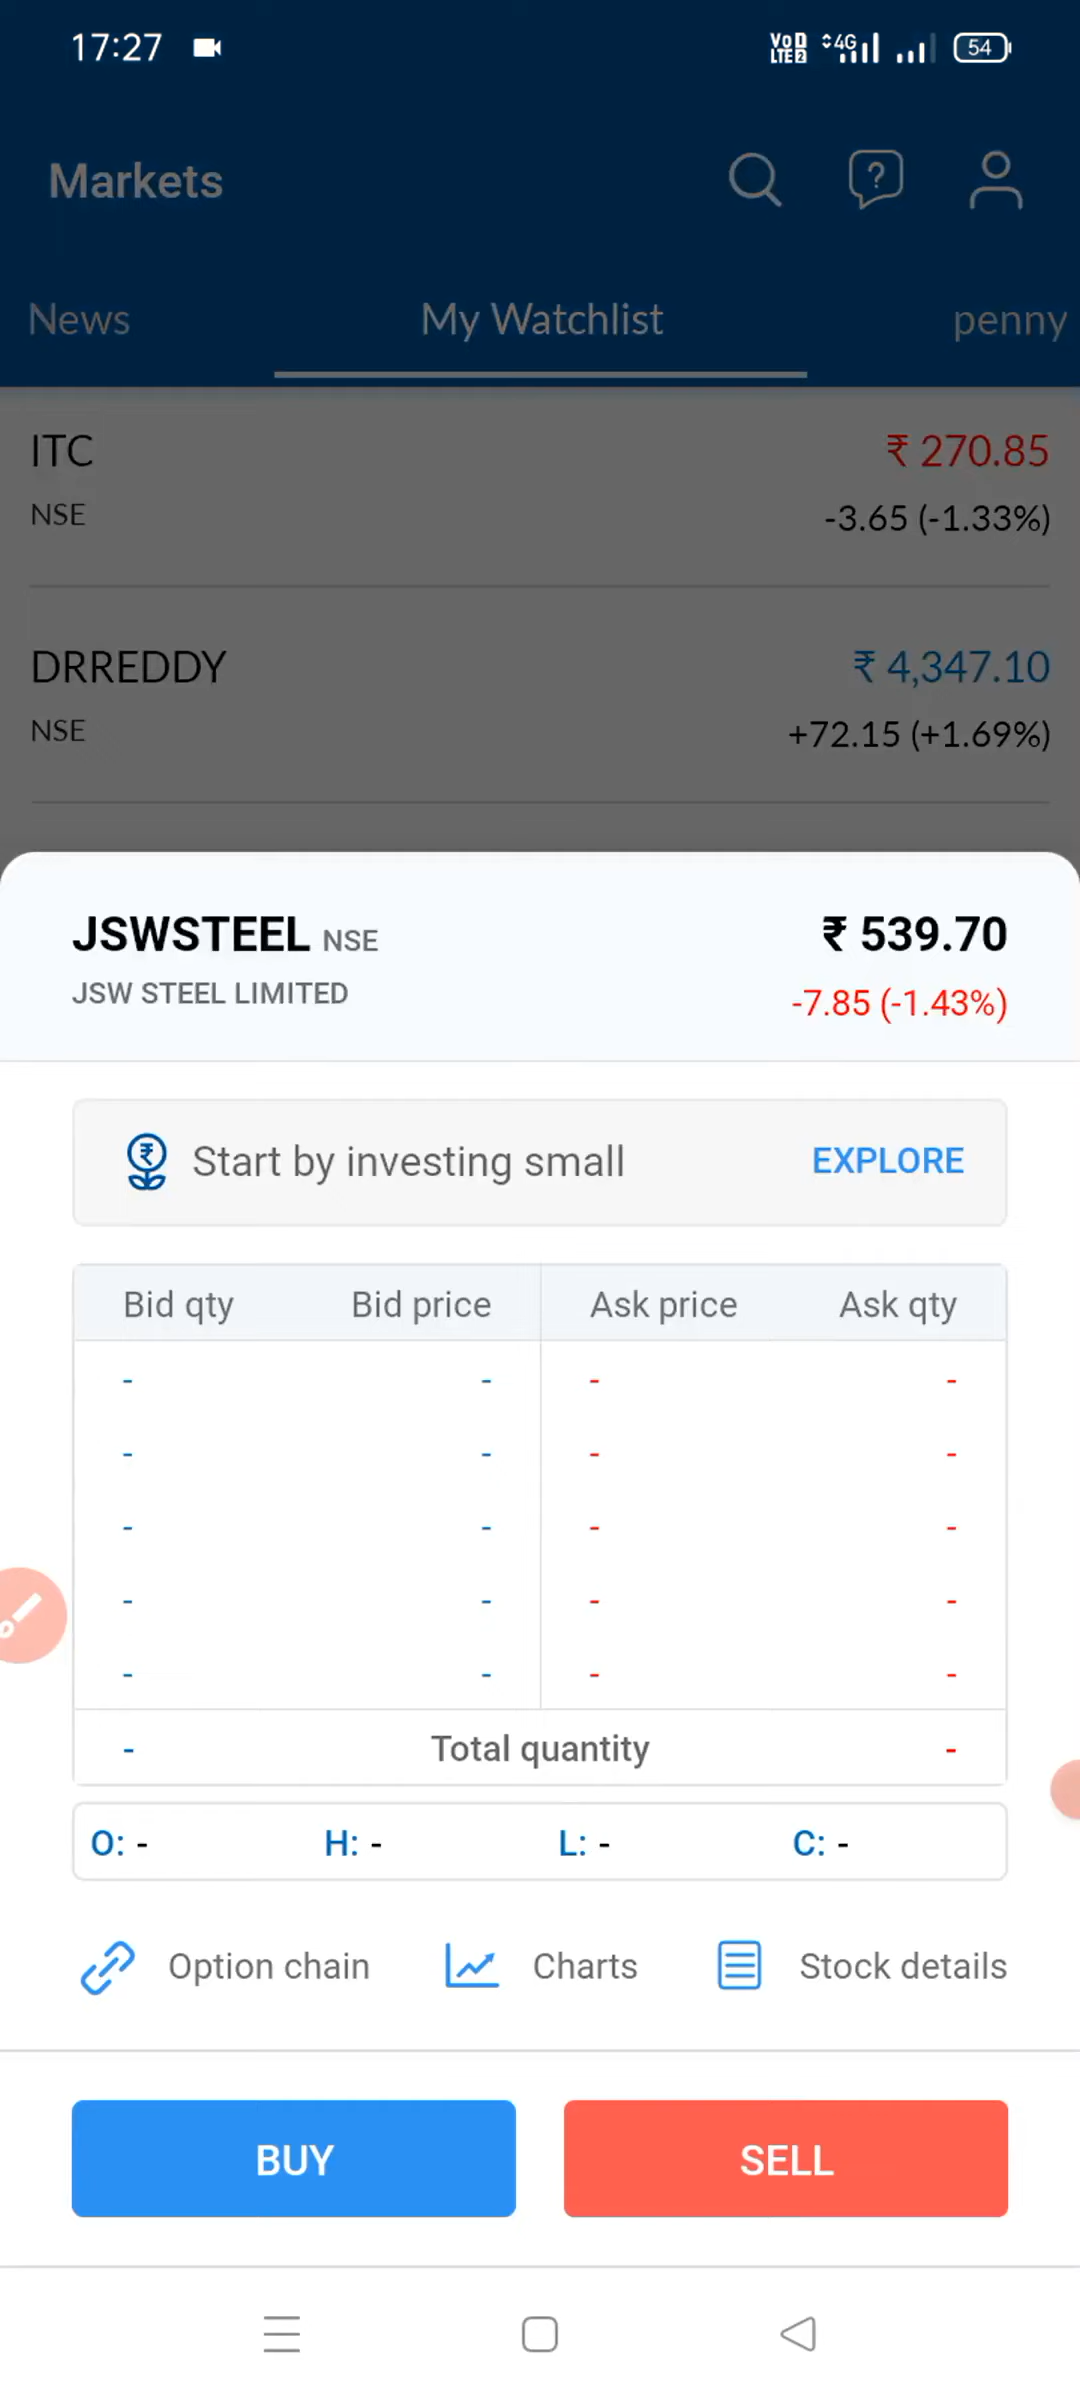 17:27
VoD LTE2 4G 54
Markets
News My Watchlist penny
ITC ₹ 270.85
NSE -3.65 (-1.33%)
DRREDDY ₹ 4,347.10
NSE +72.15 (+1.69%)
JSWSTEEL NSE ₹ 539.70
JSW STEEL LIMITED -7.85 (-1.43%)
₹ Start by investing small EXPLORE
Bid qty Bid price Ask price Ask qty
- - - -
- - - -
- - - -
- - - -
- - - -
- Total quantity -
O: - H: - L: - C: -
Option chain Charts Stock details
BUY SELL